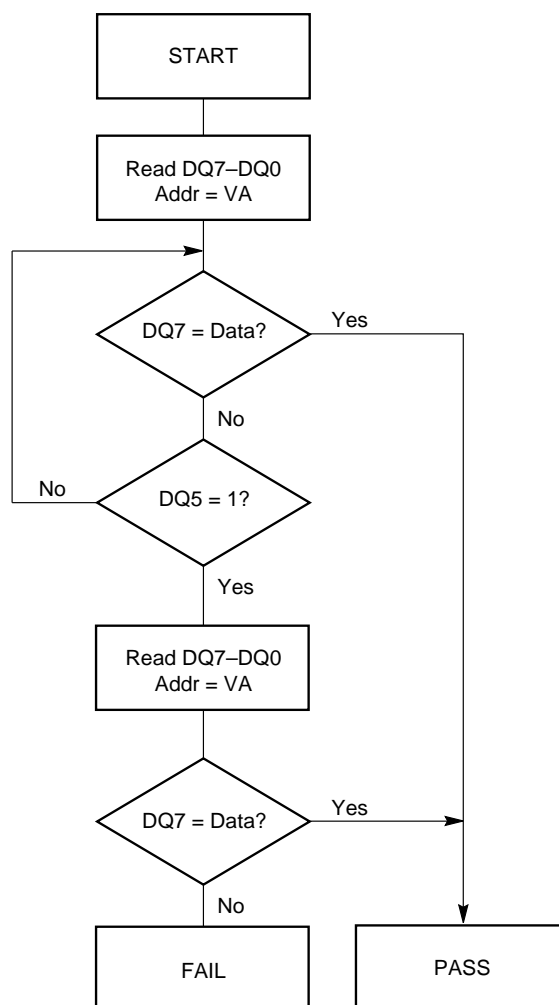 START
Read DQ7–DQ0
Addr = VA
DQ7 = Data?
Yes
No
No
DQ5 = 1?
Yes
Read DQ7–DQ0
Addr = VA
DQ7 = Data?
Yes
No
FAIL
PASS